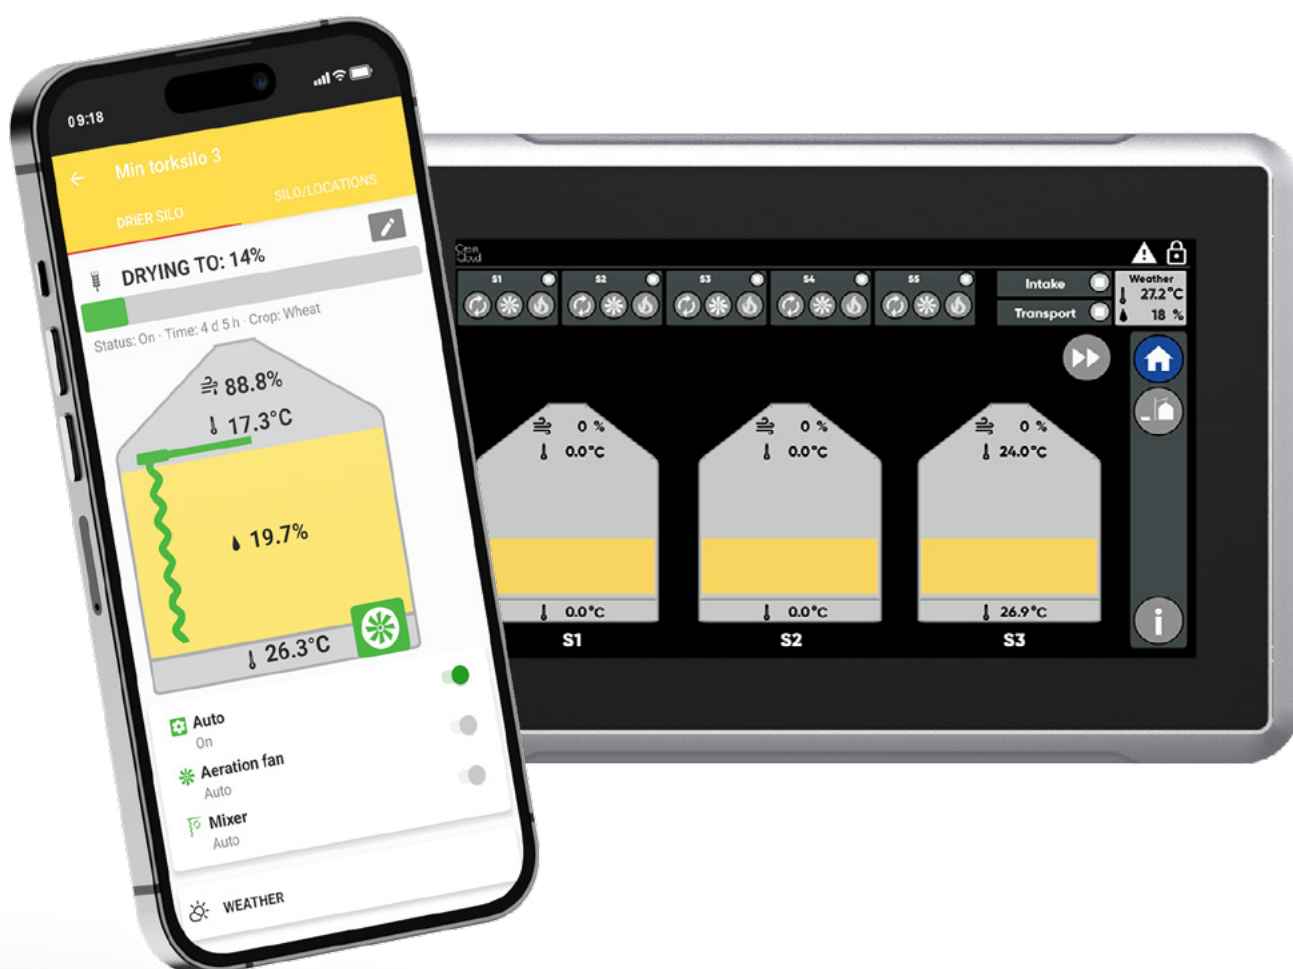 09:18
Min torksilo 3
DRIER SILO
SILO/LOCATIONS
DRYING TO: 14%
Status: On · Time: 4 d 5 h · Crop: Wheat
88.8%
17.3°C
19.7%
26.3°C
Auto
On
Aeration fan
Auto
Mixer
Auto
WEATHER
Grain
Cloud
S1
S2
S3
S4
S5
Intake
Transport
Weather
27.2°C
18 %
0 %
0.0°C
0.0°C
S1
0 %
0.0°C
0.0°C
S2
0 %
24.0°C
26.9°C
S3